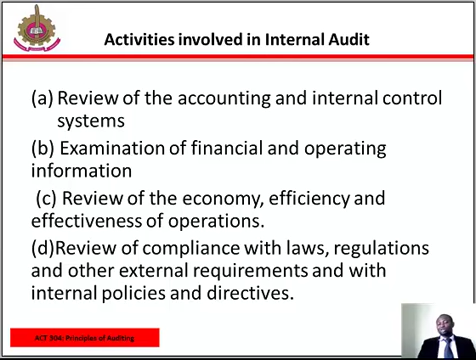 Activities involved in Internal Audit
(a) Review of the accounting and internal control
systems
(b) Examination of financial and operating
information
(c) Review of the economy, efficiency and
effectiveness of operations.
(d)Review of compliance with laws, regulations
and other external requirements and with
internal policies and directives.
ACT 304: Principles of Auditing